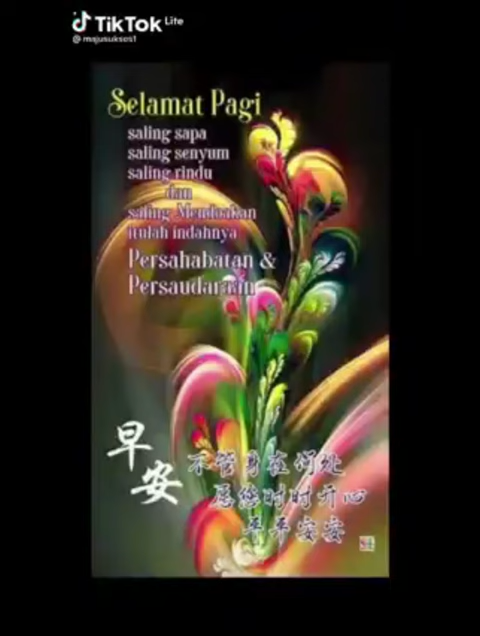 TikTok Lite
@majusukses1
Selamat Pagi
saling sapa
saling senyum
saling rindu
dan
saling Mendoakan
itulah indahnya
Persahabatan &
Persaudaraan
早安
不管身在何处
愿您时时开心
平平安安